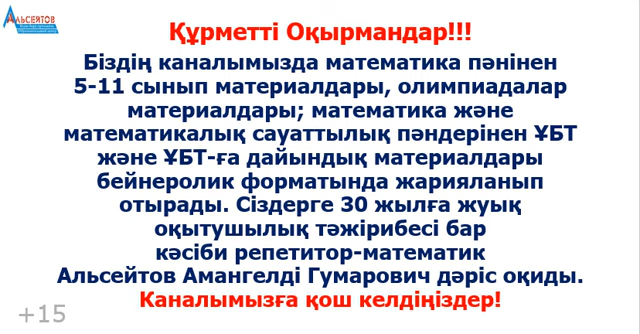 АЛЬСЕЙТОВ
Құрметті Оқырмандар!!!
Біздің каналымызда математика пәнінен
5-11 сынып материалдары, олимпиадалар
материалдары; математика және
математикалық сауаттылық пәндерінен ҰБТ
және ҰБТ-ға дайындық материалдары
бейнеролик форматында жарияланып
отырады. Сіздерге 30 жылға жуық
оқытушылық тәжірибесі бар
кәсіби репетитор-математик
Альсейтов Амангелді Гумарович дәріс оқиды.
Каналымызға қош келдіңіздер!
+15